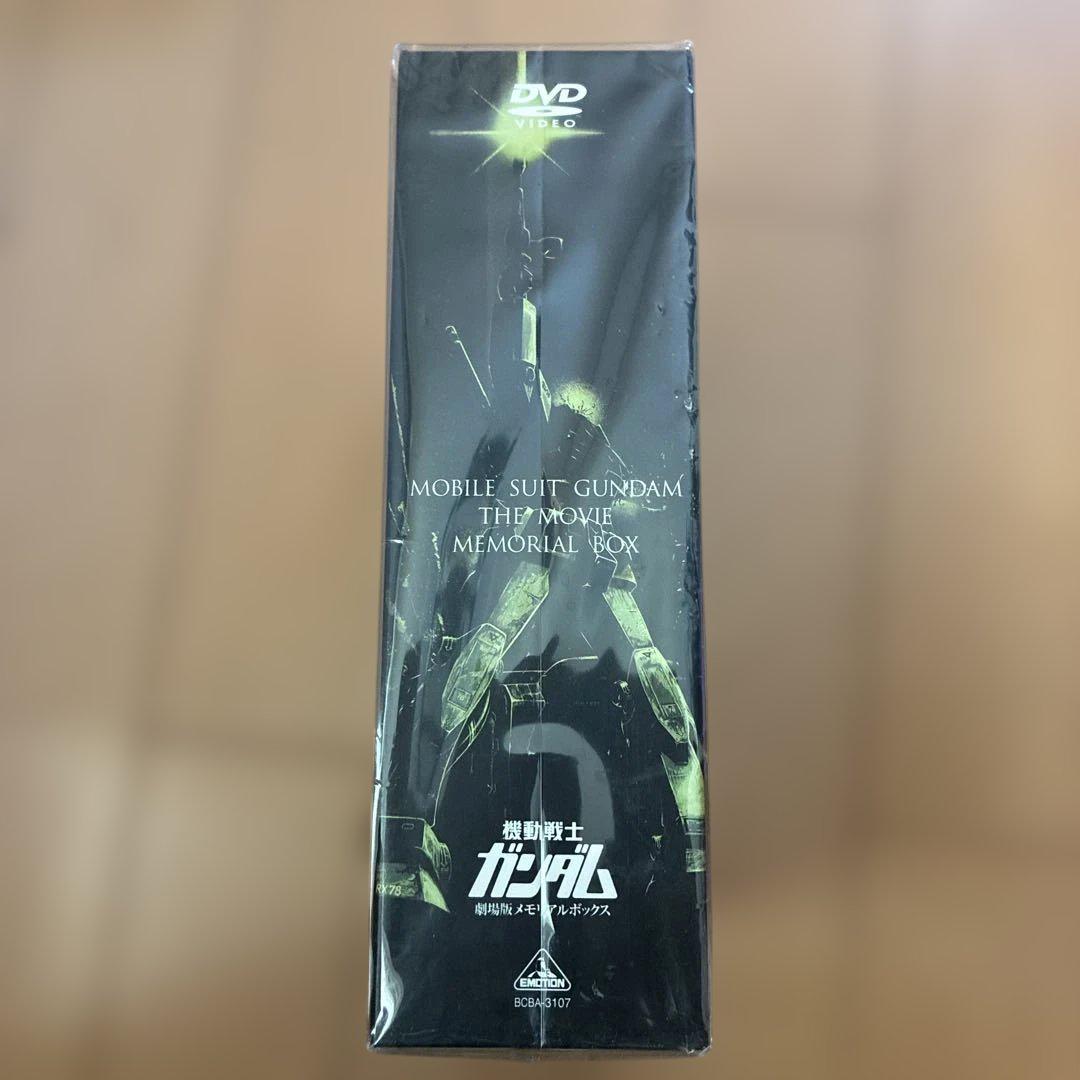 DVD
VIDEO
MOBILE SUIT GUNDAM
THE MOVIE
MEMORIAL BOX
機動戦士
ガンダム
RX78
劇場版メモリアルボックス
EMOTION
BCBA-3107